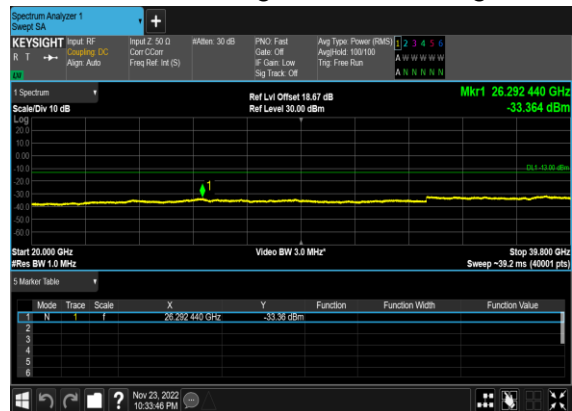 Spectrum Analyzer 1
Swept SA
+
KEYSIGHT Input: RF Input Z: 50 Ω #Atten: 30 dB PNO: Fast Avg Type: Power (RMS) 1 2 3 4 5 6
R T Coupling: DC Corr CCorr Gate: Off Avg|Hold: 100/100 A W W W W W
Align: Auto Freq Ref: Int (S) IF Gain: Low Trig: Free Run
LW Sig Track: Off A N N N N N
1 Spectrum Ref Lvl Offset 18.67 dB Mkr1 26.292 440 GHz
Scale/Div 10 dB Ref Level 30.00 dBm -33.364 dBm
Log
20.0
10.0
0.00
-10.0 DL1 -13.00 dBm
-20.0
-30.0 1
-40.0
-50.0
-60.0
Start 20.000 GHz Video BW 3.0 MHz* Stop 39.800 GHz
#Res BW 1.0 MHz Sweep ~39.2 ms (40001 pts)
5 Marker Table
Mode Trace Scale X Y Function Function Width Function Value
1 N 1 f 26.292 440 GHz -33.36 dBm
2
3
4
5
6
? Nov 23, 2022
10:33:46 PM